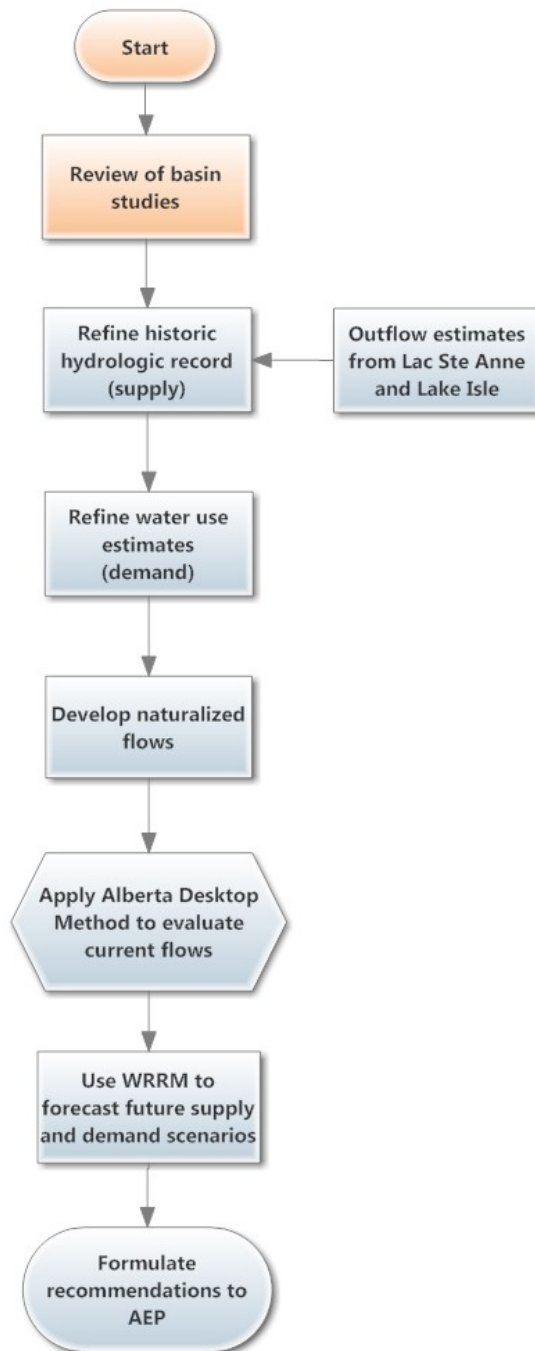 Start
Review of basin
studies
Refine historic
hydrologic record
(supply)
Outflow estimates
from Lac Ste Anne
and Lake Isle
Refine water use
estimates
(demand)
Develop naturalized
flows
Apply Alberta Desktop
Method to evaluate
current flows
Use WRRM to
forecast future supply
and demand scenarios
Formulate
recommendations to
AEP